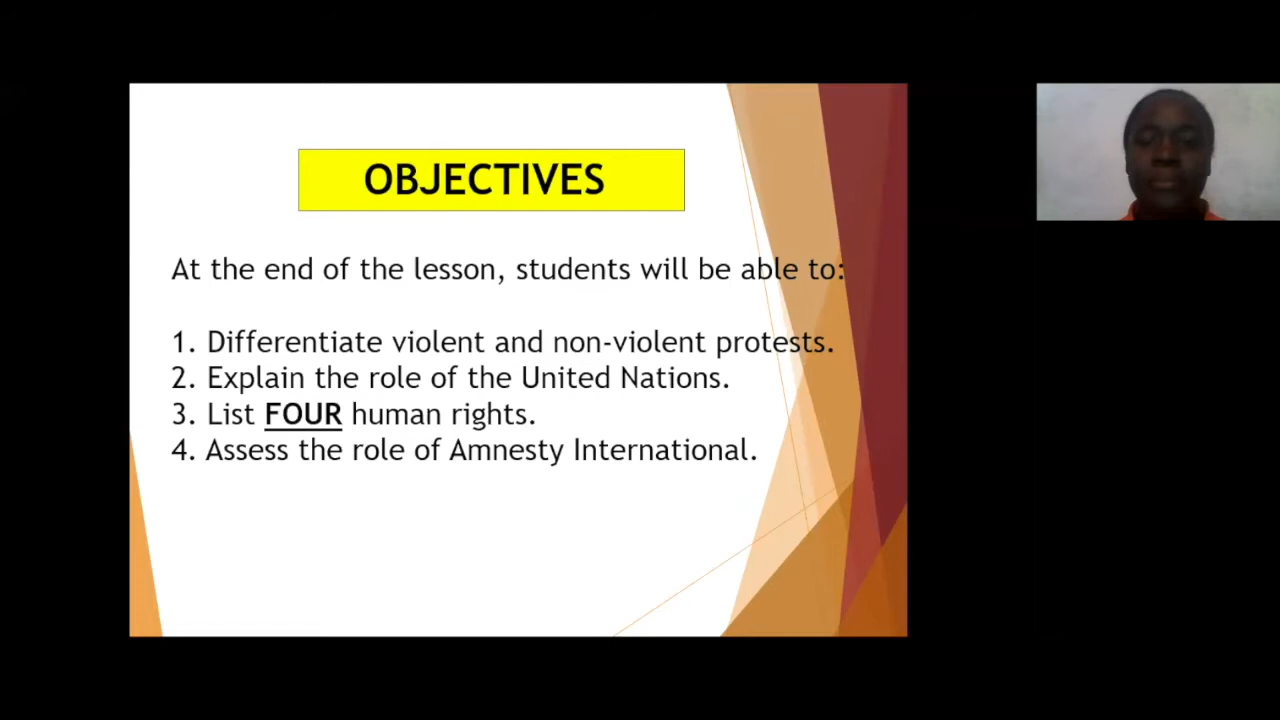 OBJECTIVES
At the end of the lesson, students will be able to:
1. Differentiate violent and non-violent protests.
2. Explain the role of the United Nations.
3. List FOUR human rights.
4. Assess the role of Amnesty International.